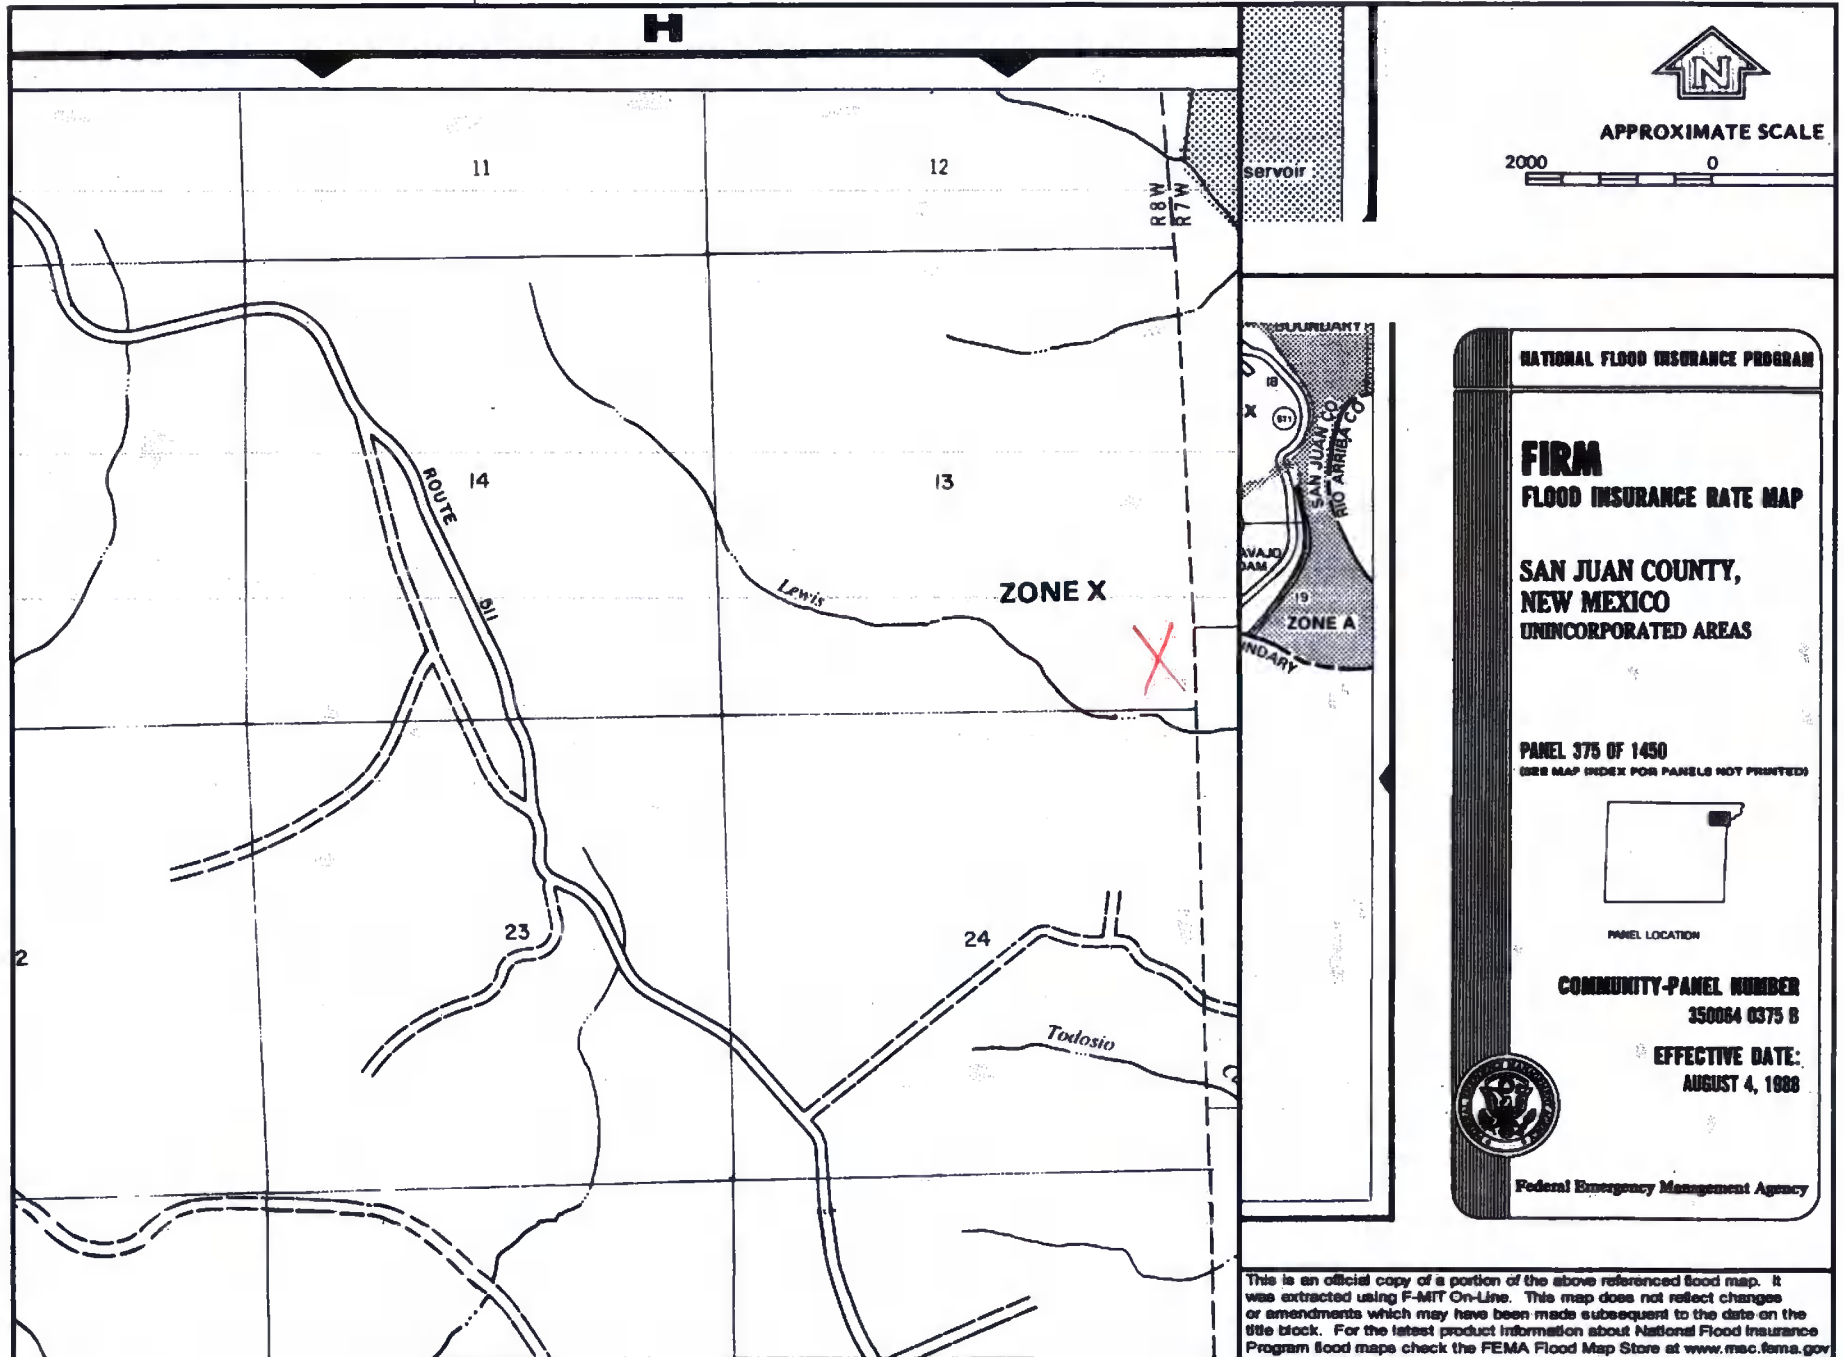 H
11
12
R8W
R7W
14
13
ROUTE
511
Lewis
ZONE X
23
24
2
Todosio
servoir
BOUNDARY
18
X
511
SAN JUAN CO
RIO ARRIBA CO
AVAJO
DAM
19
ZONE A
NDARY
N
APPROXIMATE SCALE
2000 0
NATIONAL FLOOD INSURANCE PROGRAM
FIRM
FLOOD INSURANCE RATE MAP
SAN JUAN COUNTY,
NEW MEXICO
UNINCORPORATED AREAS
PANEL 375 OF 1450
(SEE MAP INDEX FOR PANELS NOT PRINTED)
PANEL LOCATION
COMMUNITY-PANEL NUMBER
350064 0375 B
EFFECTIVE DATE:
AUGUST 4, 1988
Federal Emergency Management Agency
This is an official copy of a portion of the above referenced flood map. It
was extracted using F-MIT On-Line. This map does not reflect changes
or amendments which may have been made subsequent to the date on the
title block. For the latest product information about National Flood Insurance
Program flood maps check the FEMA Flood Map Store at www.msc.fema.gov